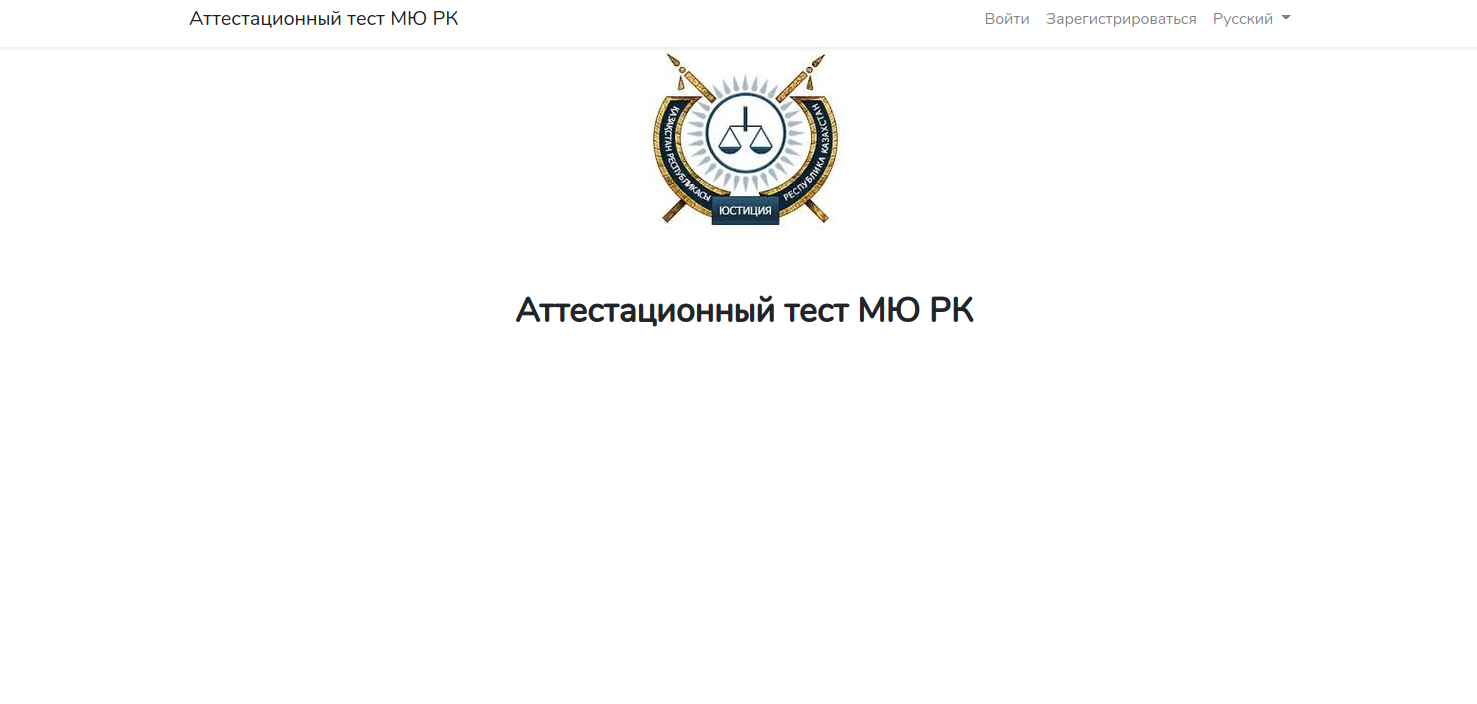 Аттестационный тест МЮ РК
Войти Зарегистрироваться Русский
ҚАЗАҚСТАН РЕСПУБЛИКАСЫ
РЕСПУБЛИКА КАЗАХСТАН
ЮСТИЦИЯ
Аттестационный тест МЮ РК